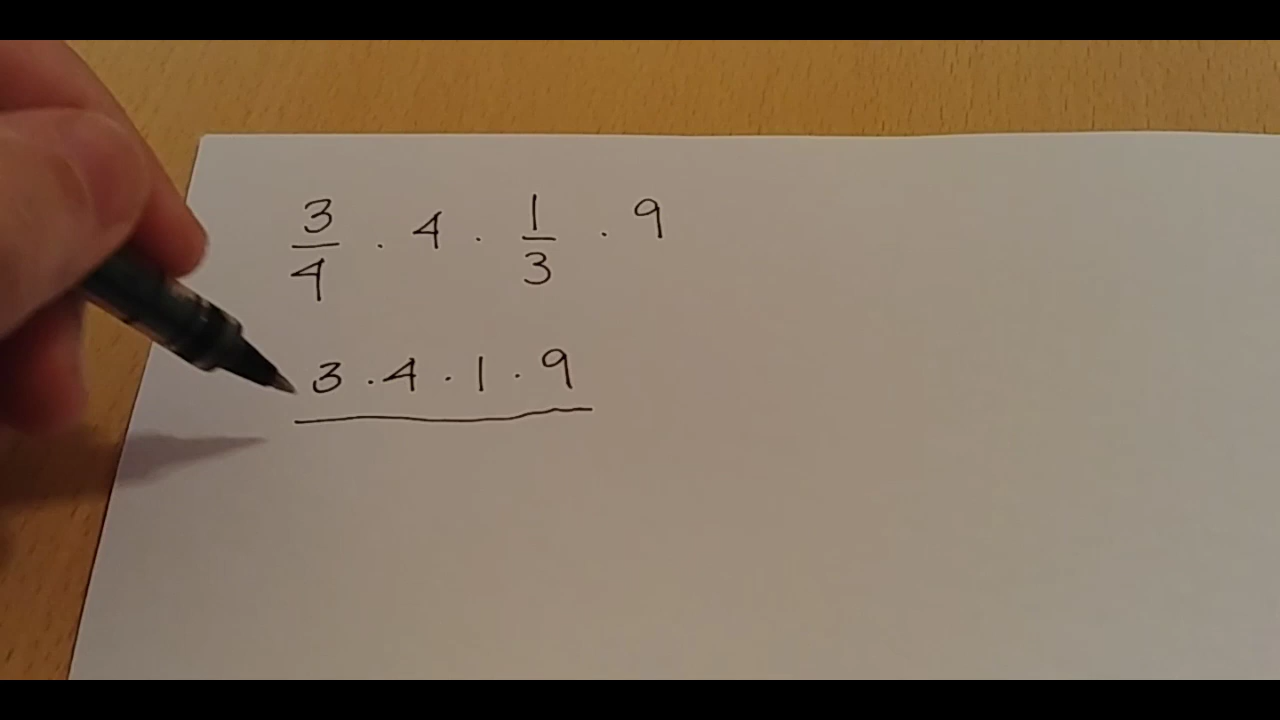 3/4 . 4 . 1/3 . 9
3 . 4 . 1 . 9